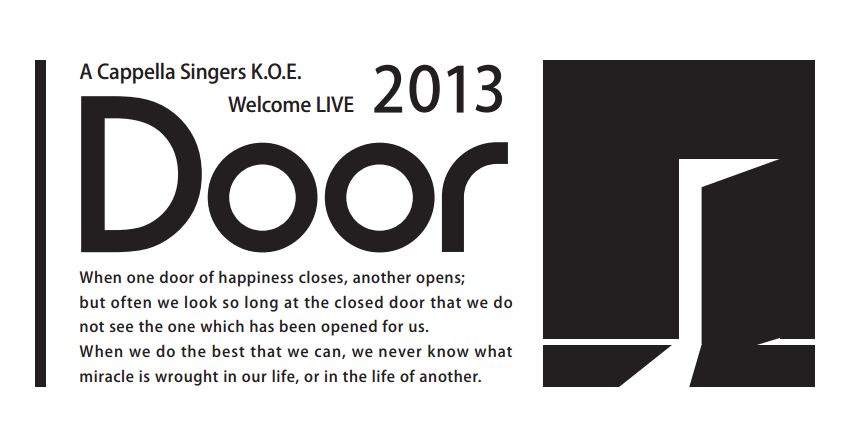 A Cappella Singers K.O.E.
Welcome LIVE 2013
Door
When one door of happiness closes, another opens;
but often we look so long at the closed door that we do
not see the one which has been opened for us.
When we do the best that we can, we never know what
miracle is wrought in our life, or in the life of another.